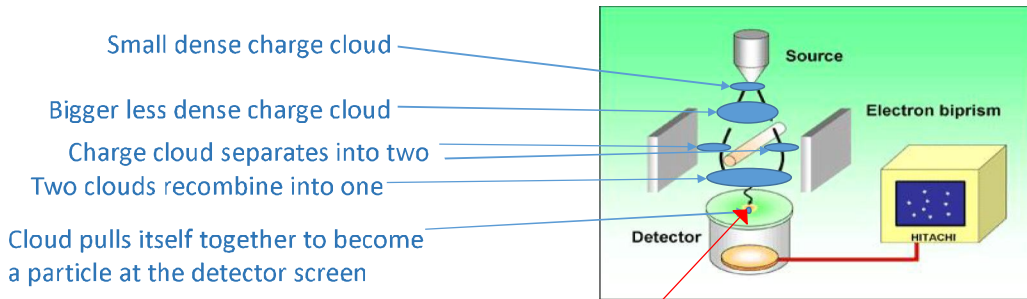 Small dense charge cloud
Source
Bigger less dense charge cloud
Electron biprism
Charge cloud separates into two
Two clouds recombine into one
Cloud pulls itself together to become
a particle at the detector screen
Detector
HITACHI